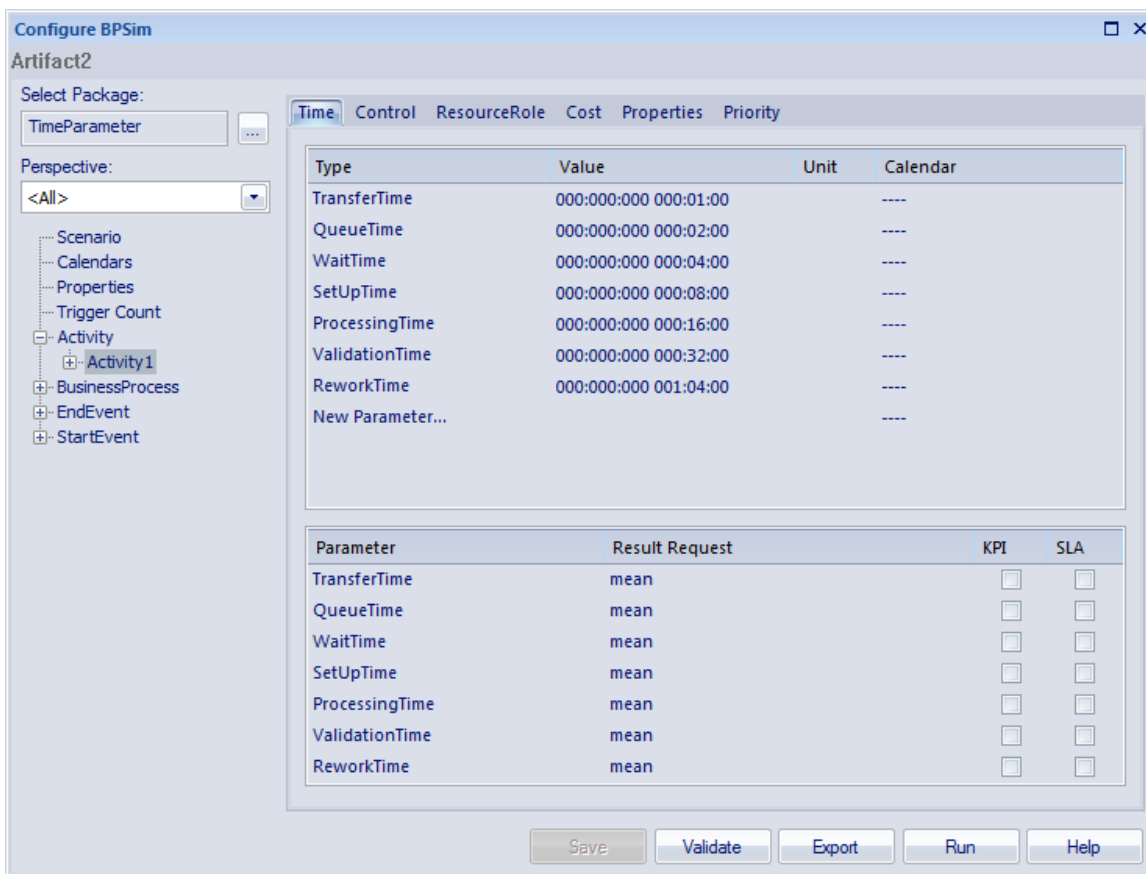 Configure BPSim
Artifact2
Select Package:
TimeParameter
...
Perspective:
<All>
Scenario
Calendars
Properties
Trigger Count
Activity
Activity1
BusinessProcess
EndEvent
StartEvent
Time Control ResourceRole Cost Properties Priority
Type Value Unit Calendar
TransferTime 000:000:000 000:01:00 ----
QueueTime 000:000:000 000:02:00 ----
WaitTime 000:000:000 000:04:00 ----
SetUpTime 000:000:000 000:08:00 ----
ProcessingTime 000:000:000 000:16:00 ----
ValidationTime 000:000:000 000:32:00 ----
ReworkTime 000:000:000 001:04:00 ----
New Parameter... ----
Parameter Result Request KPI SLA
TransferTime mean
QueueTime mean
WaitTime mean
SetUpTime mean
ProcessingTime mean
ValidationTime mean
ReworkTime mean
Save Validate Export Run Help